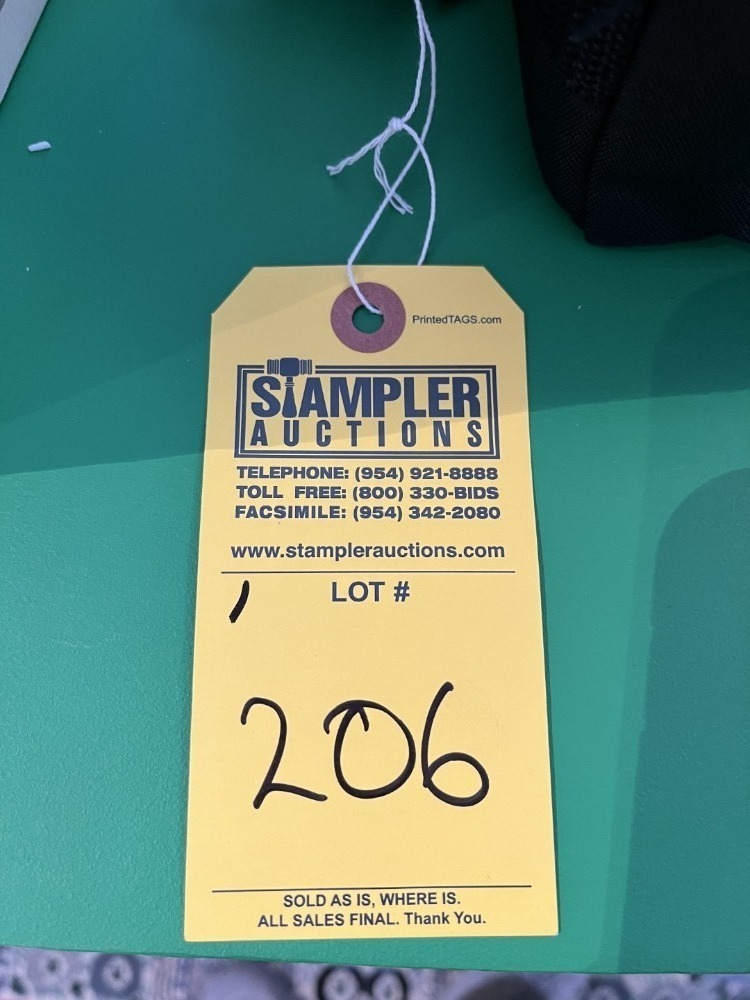 PrintedTAGS.com
STAMPLER
AUCTIONS
TELEPHONE: (954) 921-8888
TOLL FREE: (800) 330-BIDS
FACSIMILE: (954) 342-2080
www.stamplerauctions.com
LOT #
206
SOLD AS IS, WHERE IS.
ALL SALES FINAL. Thank You.